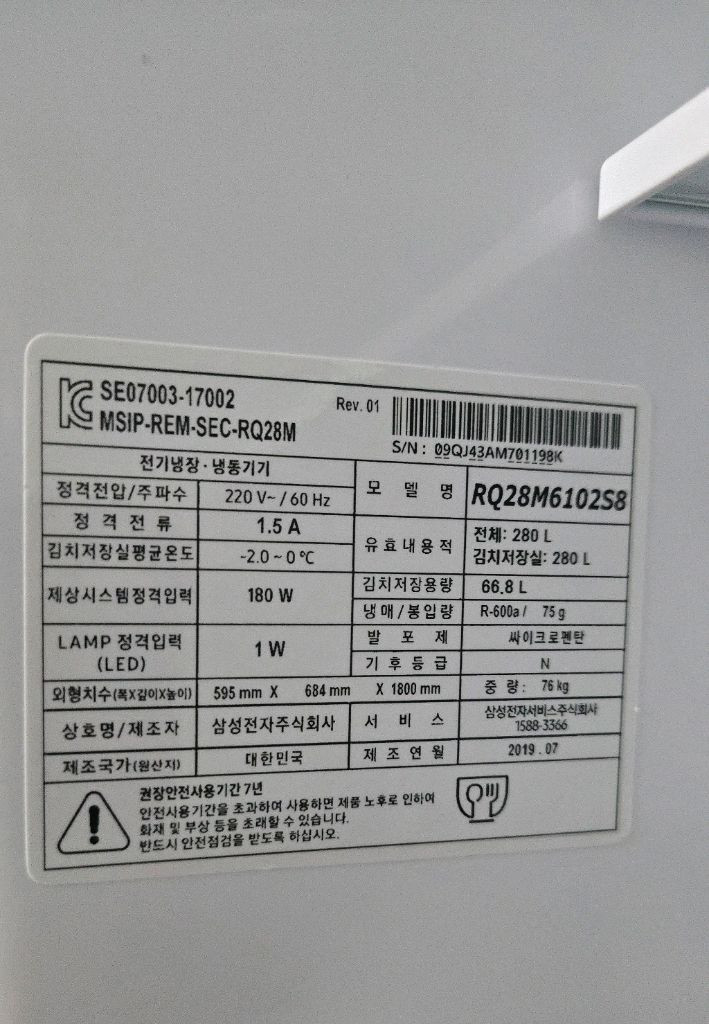 SE07003-17002
MSIP-REM-SEC-RQ28M
Rev. 01
S/N : 09QJ43AM701198K
전기냉장 · 냉동기기
모 델 명 RQ28M6102S8
정격전압/주파수 220 V~ / 60 Hz
정 격 전 류 1.5 A
유효내용적 전체: 280 L
김치저장실: 280 L
김치저장실평균온도 -2.0 ~ 0 ℃
제상시스템정격입력 180 W
김치저장용량 66.8 L
냉매/봉입량 R-600a / 75 g
LAMP 정격입력
(LED) 1 W
발 포 제 싸이크로펜탄
기후등급 N
외형치수(폭X깊이X높이) 595 mm X 684 mm X 1800 mm
중 량 : 76 kg
상호명/제조자 삼성전자주식회사
서 비 스 삼성전자서비스주식회사
1588-3366
제조국가(원산지) 대한민국
제 조 연 월 2019 . 07
권장안전사용기간 7년
안전사용기간을 초과하여 사용하면 제품 노후로 인하여
화재 및 부상 등을 초래할 수 있습니다.
반드시 안전점검을 받도록 하십시오.